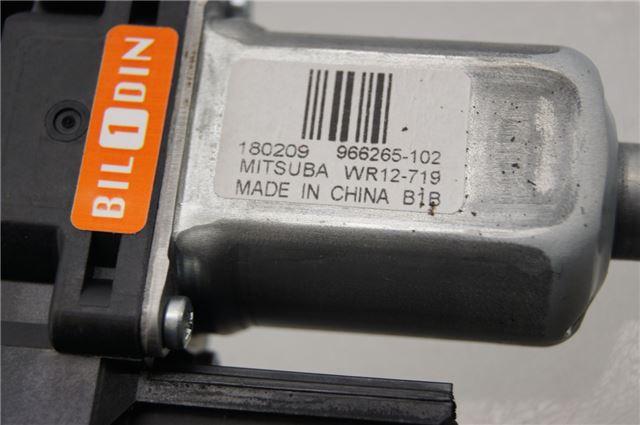 BIL1DIN
180209 966265-102
MITSUBA WR12-719
MADE IN CHINA B1B